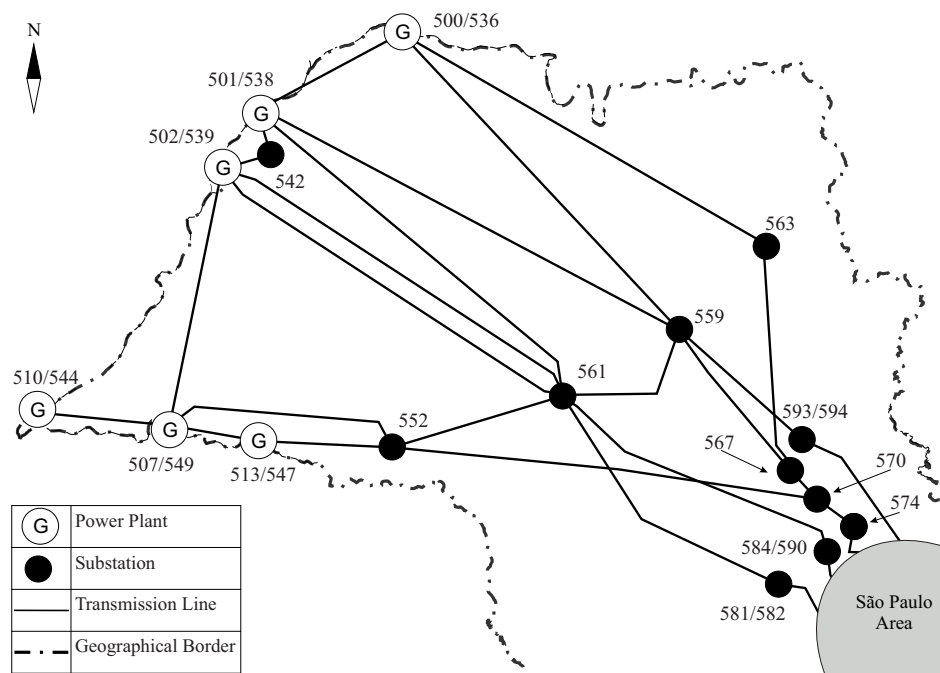 N
500/536
G
501/538
G
502/539
G
542
563
559
510/544
G
561
552
593/594
507/549
G
513/547
G
567
570
574
584/590
581/582
São Paulo
Area
G
Power Plant
Substation
Transmission Line
Geographical Border